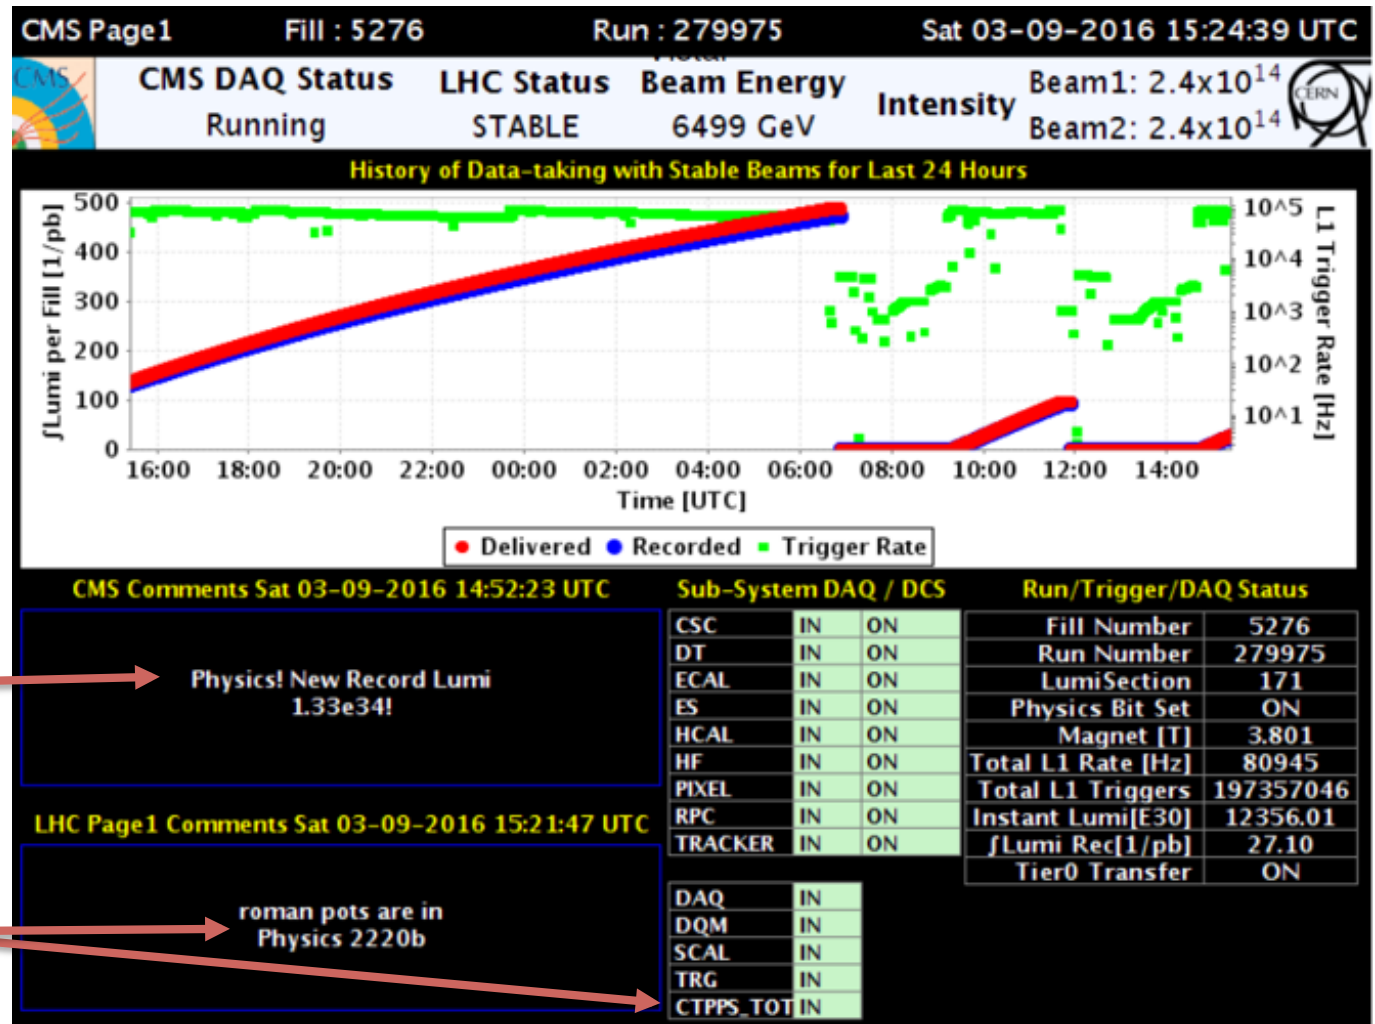 CMS Page1 Fill : 5276 Run : 279975 Sat 03-09-2016 15:24:39 UTC
CMS
CMS DAQ Status LHC Status Beam Energy Intensity Beam1: 2.4x10^14 CERN
Running STABLE 6499 GeV Beam2: 2.4x10^14
History of Data-taking with Stable Beams for Last 24 Hours
∫Lumi per Fill [1/pb]
500
400
300
200
100
0
10^5
10^4
10^3
10^2
10^1
L1 Trigger Rate [Hz]
16:00 18:00 20:00 22:00 00:00 02:00 04:00 06:00 08:00 10:00 12:00 14:00
Time [UTC]
Delivered Recorded Trigger Rate
CMS Comments Sat 03-09-2016 14:52:23 UTC
Physics! New Record Lumi
1.33e34!
LHC Page1 Comments Sat 03-09-2016 15:21:47 UTC
roman pots are in
Physics 2220b
Sub-System DAQ / DCS
CSC IN ON
DT IN ON
ECAL IN ON
ES IN ON
HCAL IN ON
HF IN ON
PIXEL IN ON
RPC IN ON
TRACKER IN ON
DAQ IN
DQM IN
SCAL IN
TRG IN
CTPPS_TOT IN
Run/Trigger/DAQ Status
Fill Number 5276
Run Number 279975
LumiSection 171
Physics Bit Set ON
Magnet [T] 3.801
Total L1 Rate [Hz] 80945
Total L1 Triggers 197357046
Instant Lumi[E30] 12356.01
∫Lumi Rec[1/pb] 27.10
Tier0 Transfer ON